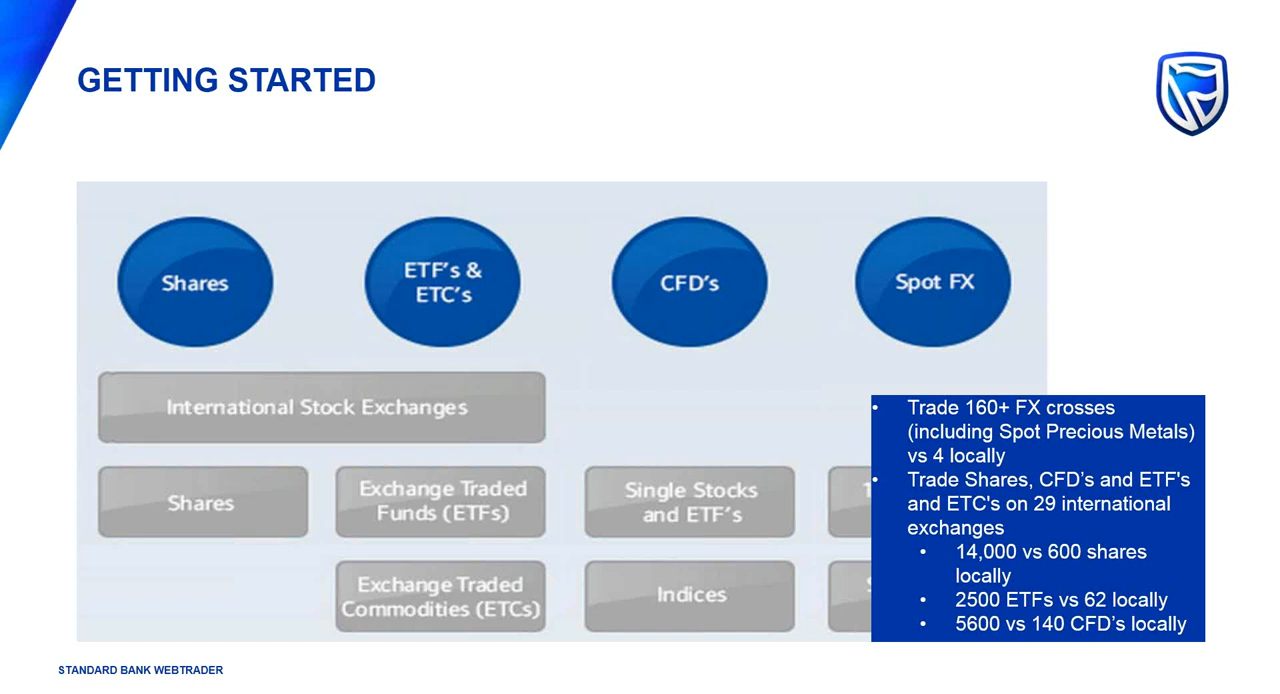 GETTING STARTED
Shares
ETF's &
ETC's
CFD's
Spot FX
International Stock Exchanges
Shares
Exchange Traded
Funds (ETFs)
Single Stocks
and ETF's
Exchange Traded
Commodities (ETCs)
Indices
• Trade 160+ FX crosses
(including Spot Precious Metals)
vs 4 locally
• Trade Shares, CFD’s and ETF's
and ETC's on 29 international
exchanges
• 14,000 vs 600 shares
locally
• 2500 ETFs vs 62 locally
• 5600 vs 140 CFD’s locally
STANDARD BANK WEBTRADER